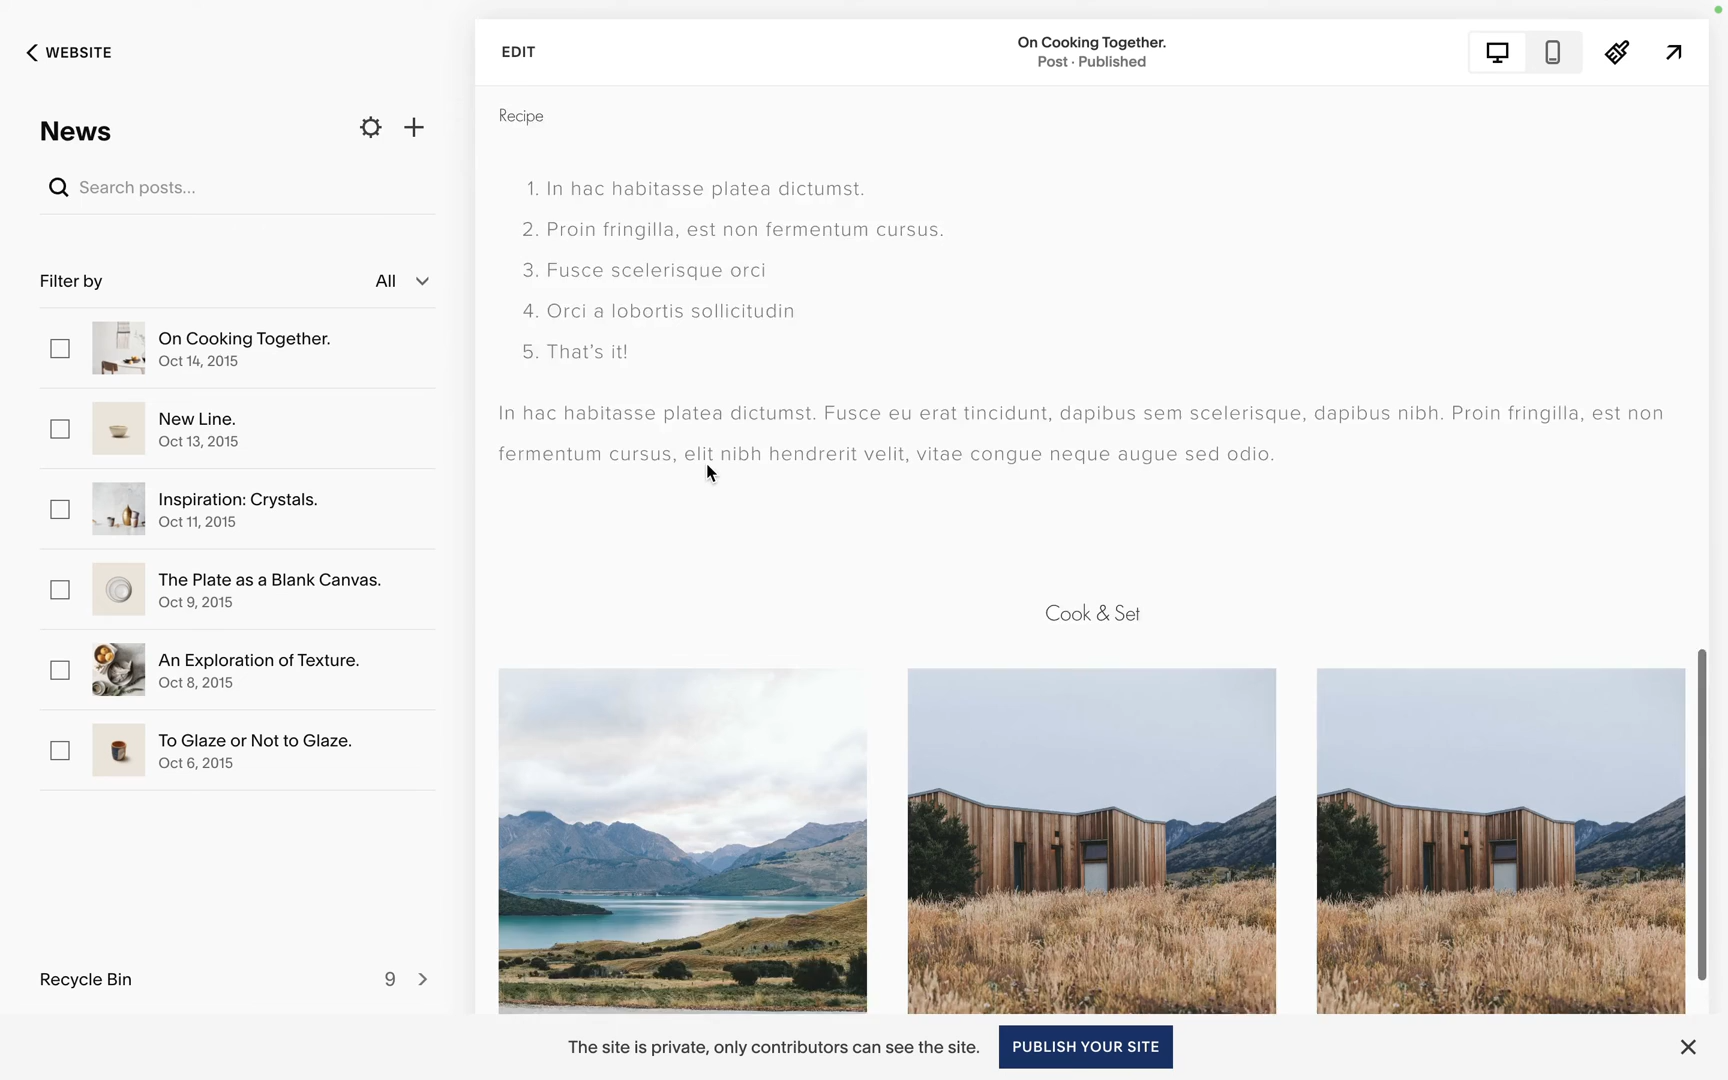 WEBSITE
News
Search posts...
Filter by
All
On Cooking Together.
Oct 14, 2015
New Line.
Oct 13, 2015
Inspiration: Crystals.
Oct 11, 2015
The Plate as a Blank Canvas.
Oct 9, 2015
An Exploration of Texture.
Oct 8, 2015
To Glaze or Not to Glaze.
Oct 6, 2015
Recycle Bin
9
EDIT
On Cooking Together.
Post · Published
Recipe
1. In hac habitasse platea dictumst.
2. Proin fringilla, est non fermentum cursus.
3. Fusce scelerisque orci
4. Orci a lobortis sollicitudin
5. That's it!
In hac habitasse platea dictumst. Fusce eu erat tincidunt, dapibus sem scelerisque, dapibus nibh. Proin fringilla, est non
fermentum cursus, elit nibh hendrerit velit, vitae congue neque augue sed odio.
Cook & Set
The site is private, only contributors can see the site.
PUBLISH YOUR SITE